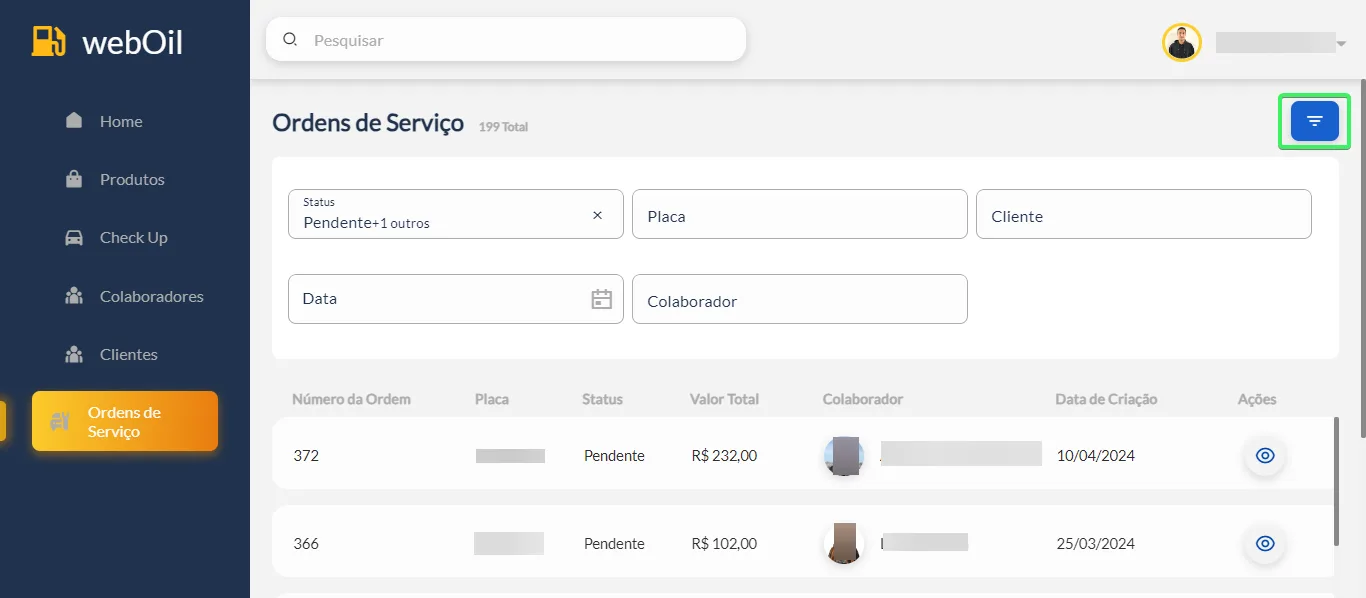 webOil
Pesquisar
Home
Produtos
Check Up
Colaboradores
Clientes
Ordens de
Serviço
Ordens de Serviço 199 Total
Status
Pendente+1 outros
Placa
Cliente
Data
Colaborador
Número da Ordem Placa Status Valor Total Colaborador Data de Criação Ações
372 Pendente R$ 232,00 10/04/2024
366 Pendente R$ 102,00 25/03/2024